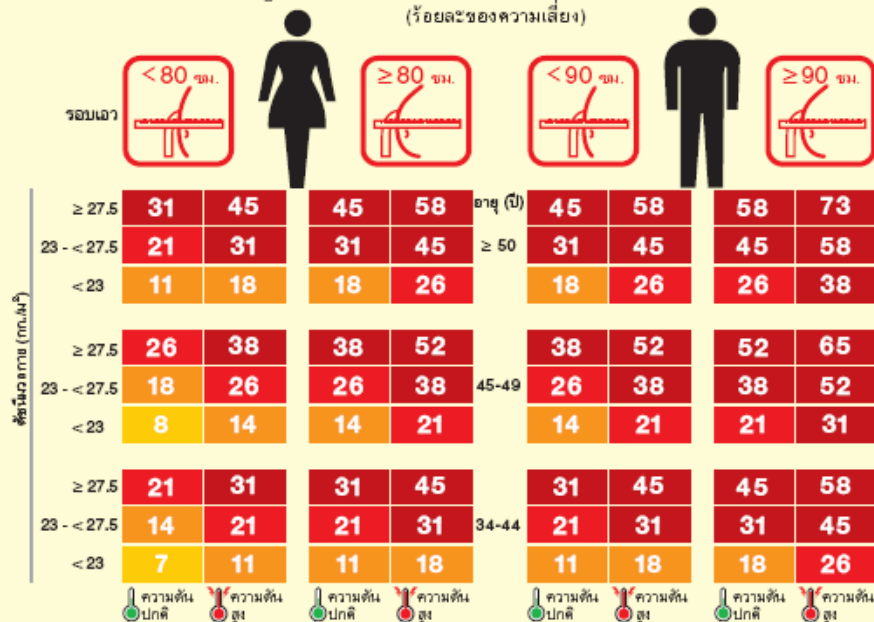 (ร้อยละของความเสี่ยง)
รอบเอว <80 ซม. ≥80 ซม. <90 ซม. ≥90 ซม.
ดัชนีมวลกาย (กก./ม²)
อายุ (ปี)
≥ 27.5 31 45 45 58 45 58 58 73
23 - <27.5 21 31 31 45 ≥ 50 31 45 45 58
<23 11 18 18 26 18 26 26 38
≥ 27.5 26 38 38 52 38 52 52 65
23 - <27.5 18 26 26 38 45-49 26 38 38 52
<23 8 14 14 21 14 21 21 31
≥ 27.5 21 31 31 45 31 45 45 58
23 - <27.5 14 21 21 31 34-44 21 31 31 45
<23 7 11 11 18 11 18 18 26
ความดัน ความดัน ความดัน ความดัน ความดัน ความดัน ความดัน ความดัน
ปกติ สูง ปกติ สูง ปกติ สูง ปกติ สูง